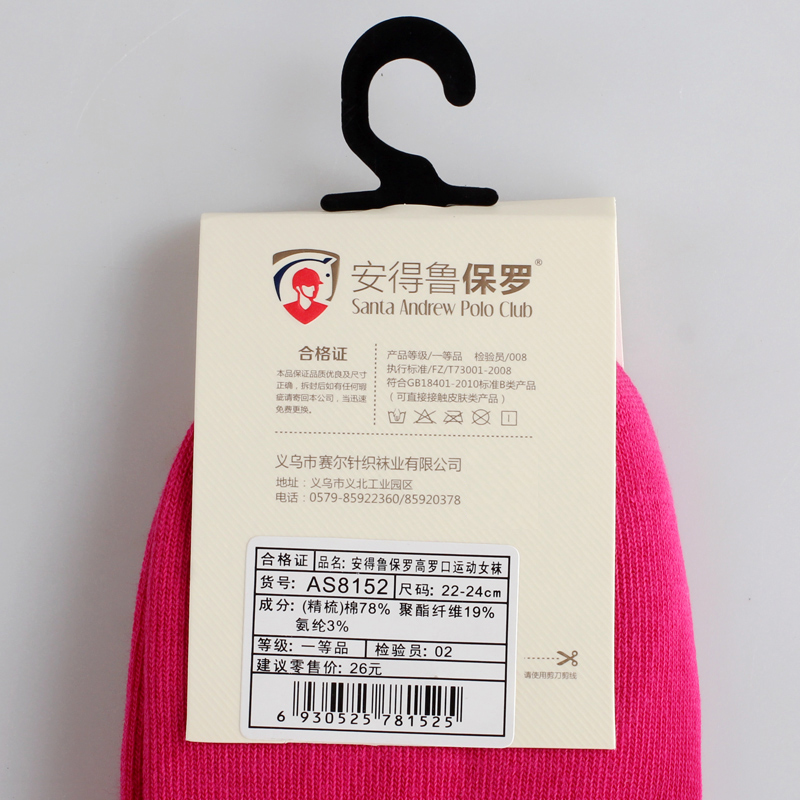 安得鲁保罗®
Santa Andrew Polo Club
合格证
本品保证品质优良及尺寸
正确，拆封后如有任何瑕
疵请寄回本公司，当迅速
免费更换。
产品等级/一等品 检验员/008
执行标准/FZ/T73001-2008
符合GB18401-2010标准B类产品
（可直接接触皮肤类产品）
义乌市赛尔针织袜业有限公司
地址：义乌市义北工业园区
电话：0579-85922360/85920378
合格证 品名: 安得鲁保罗高罗口运动女袜
货号: AS8152 尺码: 22-24cm
成分: (精梳)棉78% 聚酯纤维19%
氨纶3%
等级: 一等品 检验员: 02
建议零售价: 26元
6 930525 781525
请使用剪刀剪线